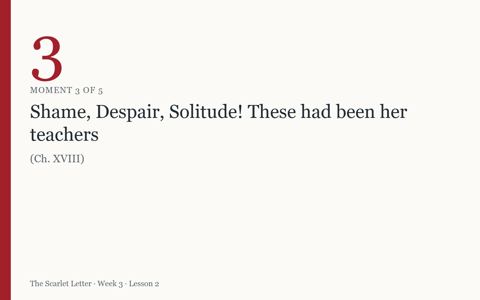 3
MOMENT 3 OF 5
Shame, Despair, Solitude! These had been her
teachers
(Ch. XVIII)
The Scarlet Letter · Week 3 · Lesson 2